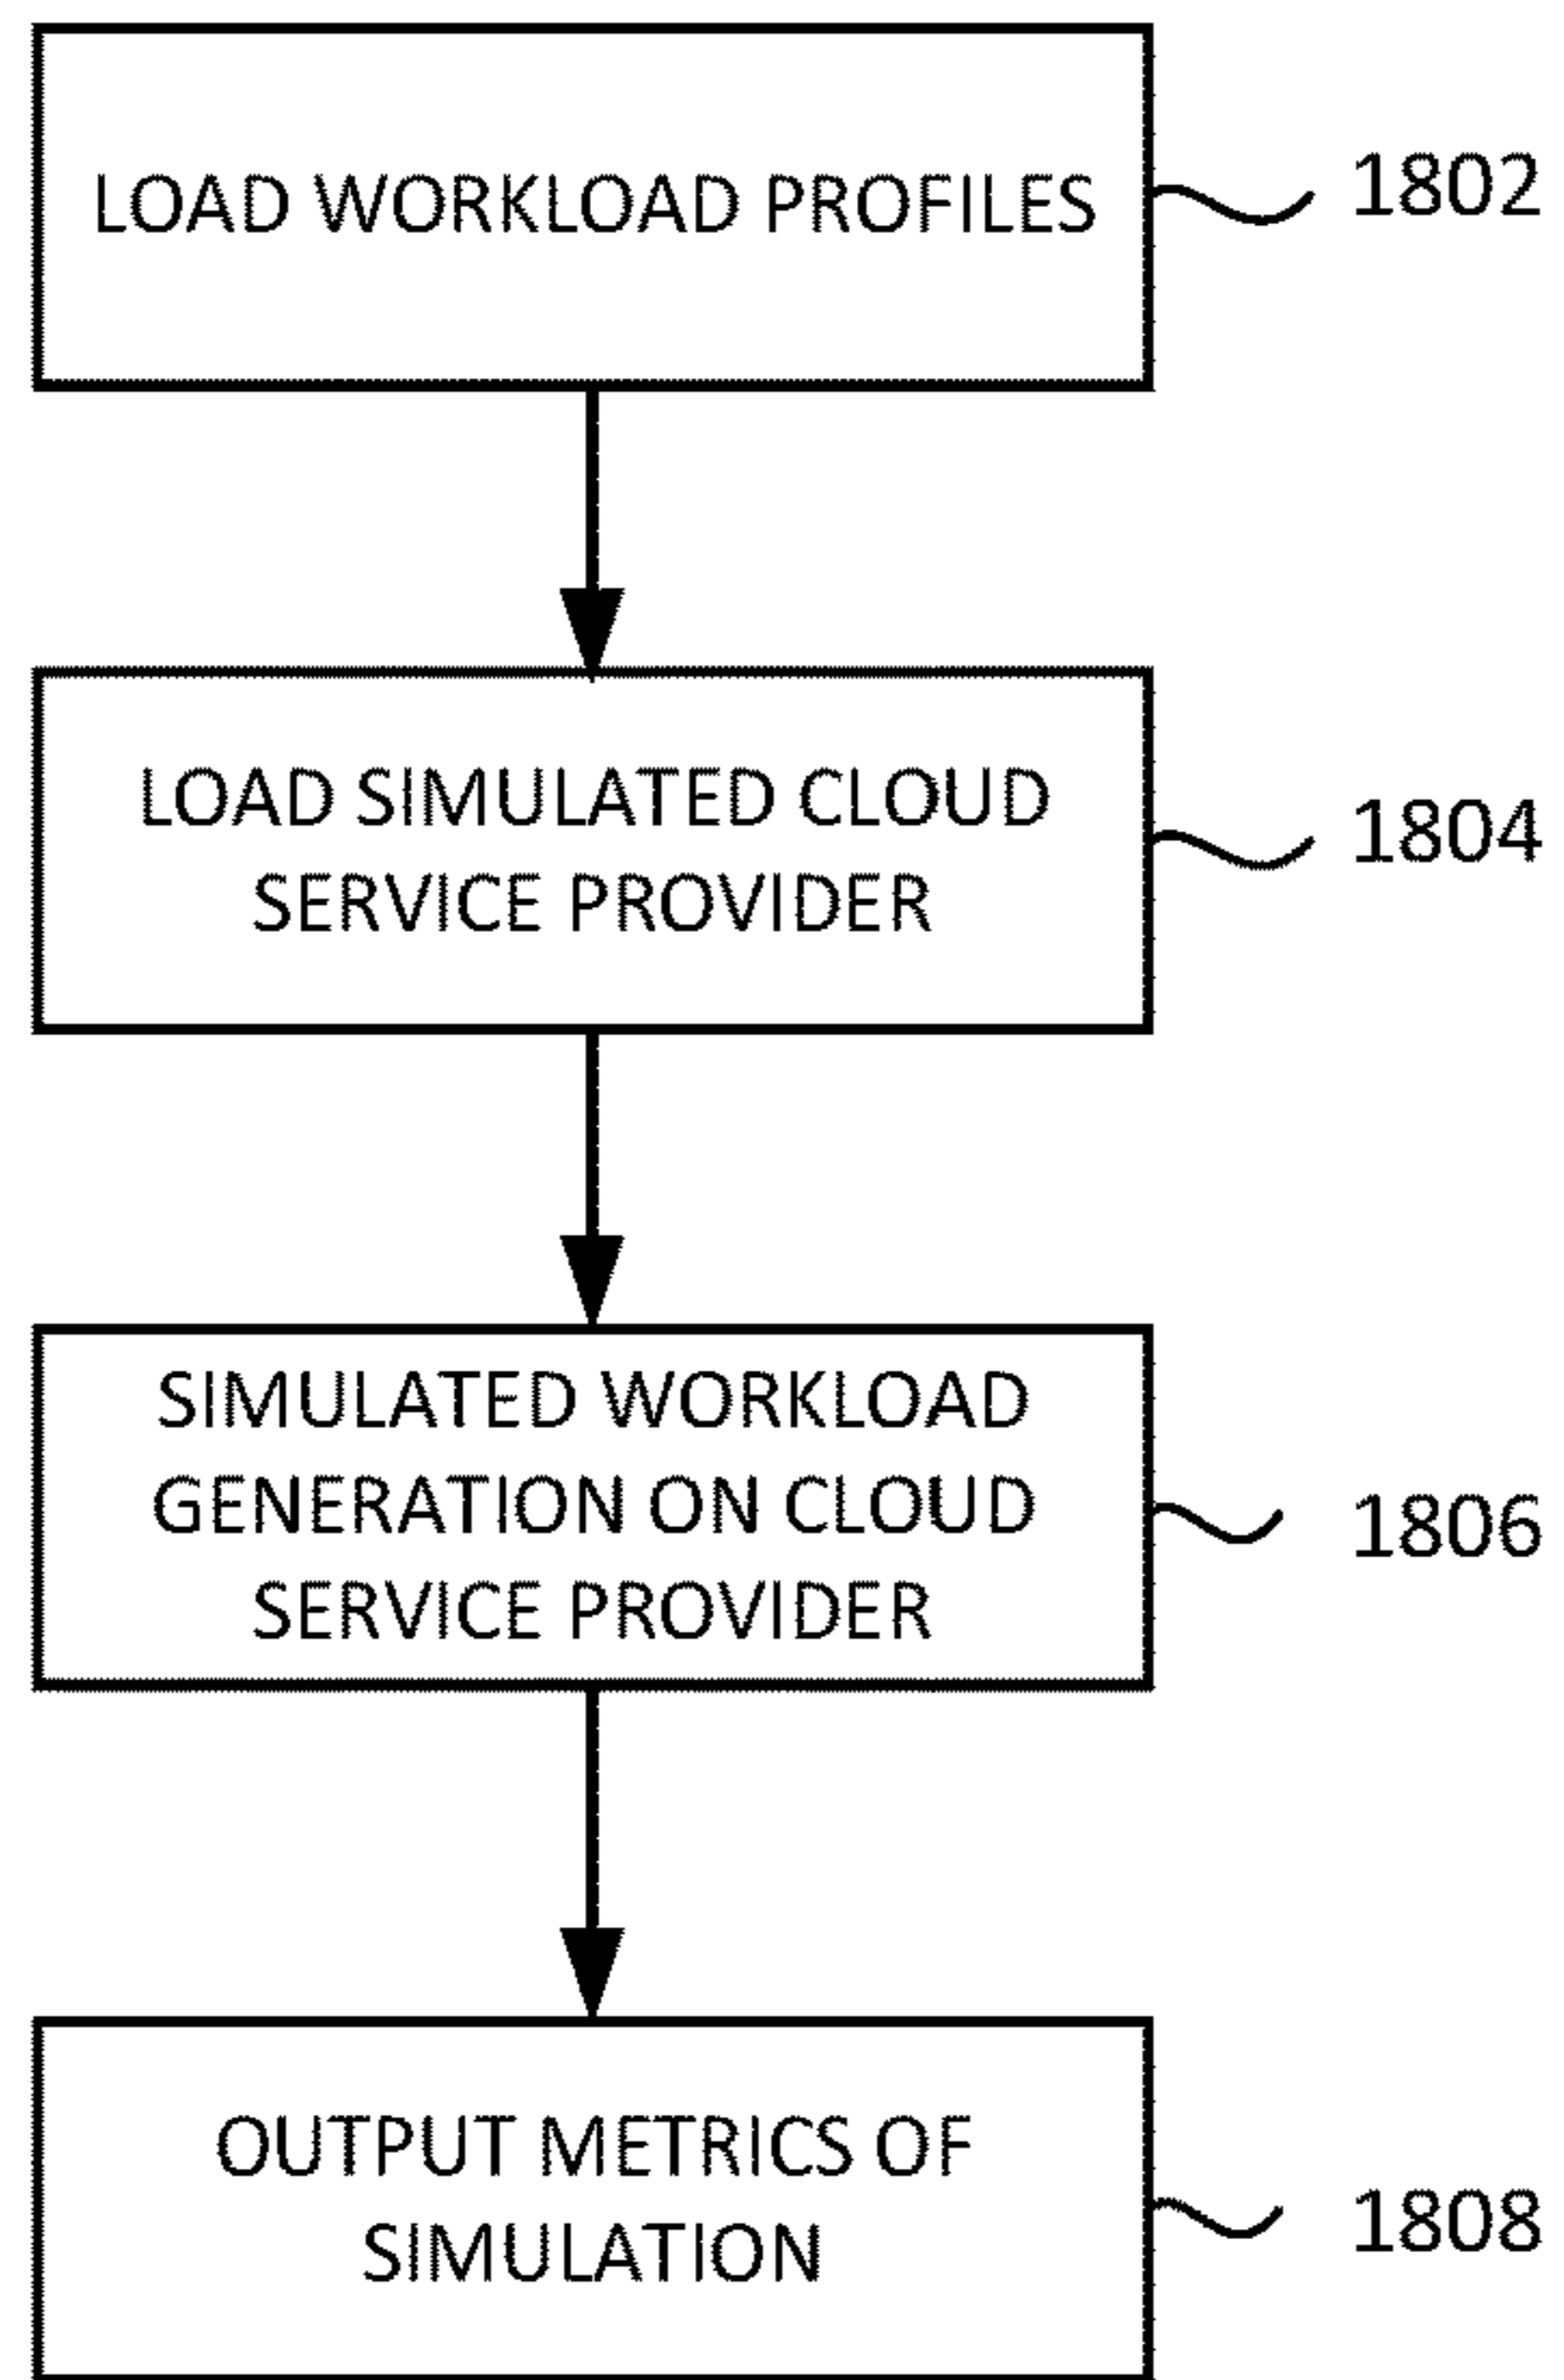 LOAD WORKLOAD PROFILES
1802
LOAD SIMULATED CLOUD
SERVICE PROVIDER
1804
SIMULATED WORKLOAD
GENERATION ON CLOUD
SERVICE PROVIDER
1806
OUTPUT METRICS OF
SIMULATION
1808